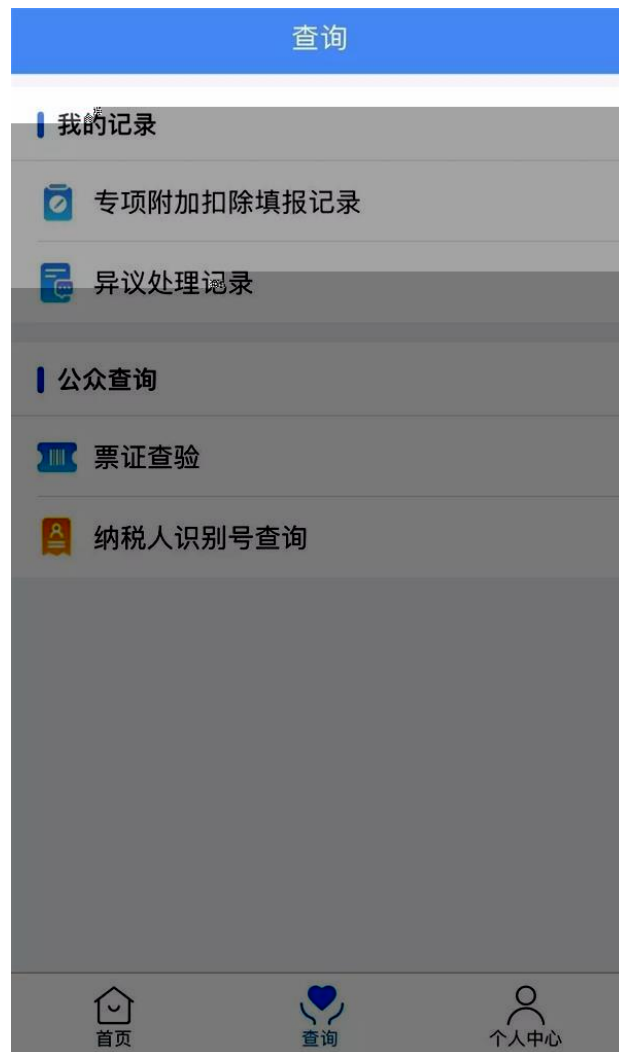 查询
我的记录
专项附加扣除填报记录
异议处理记录
公众查询
票证查验
纳税人识别号查询
首页
查询
个人中心